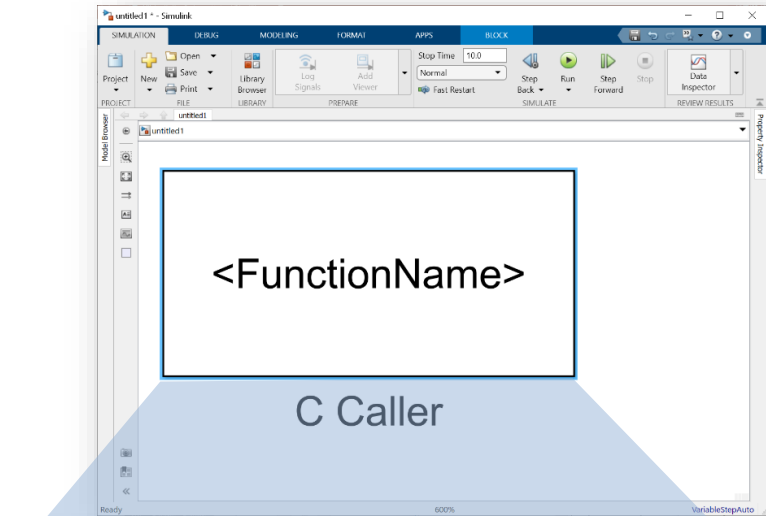 untitled1 * - Simulink
SIMULATION DEBUG MODELING FORMAT APPS BLOCK
Project New Open Save Print Library Browser Log Signals Add Viewer Stop Time 10.0 Normal Fast Restart Step Back Run Step Forward Stop Data Inspector
PROJECT FILE LIBRARY PREPARE SIMULATE REVIEW RESULTS
untitled1
untitled1
Model Browser
Property Inspector
<FunctionName>
C Caller
Ready 600% VariableStepAuto